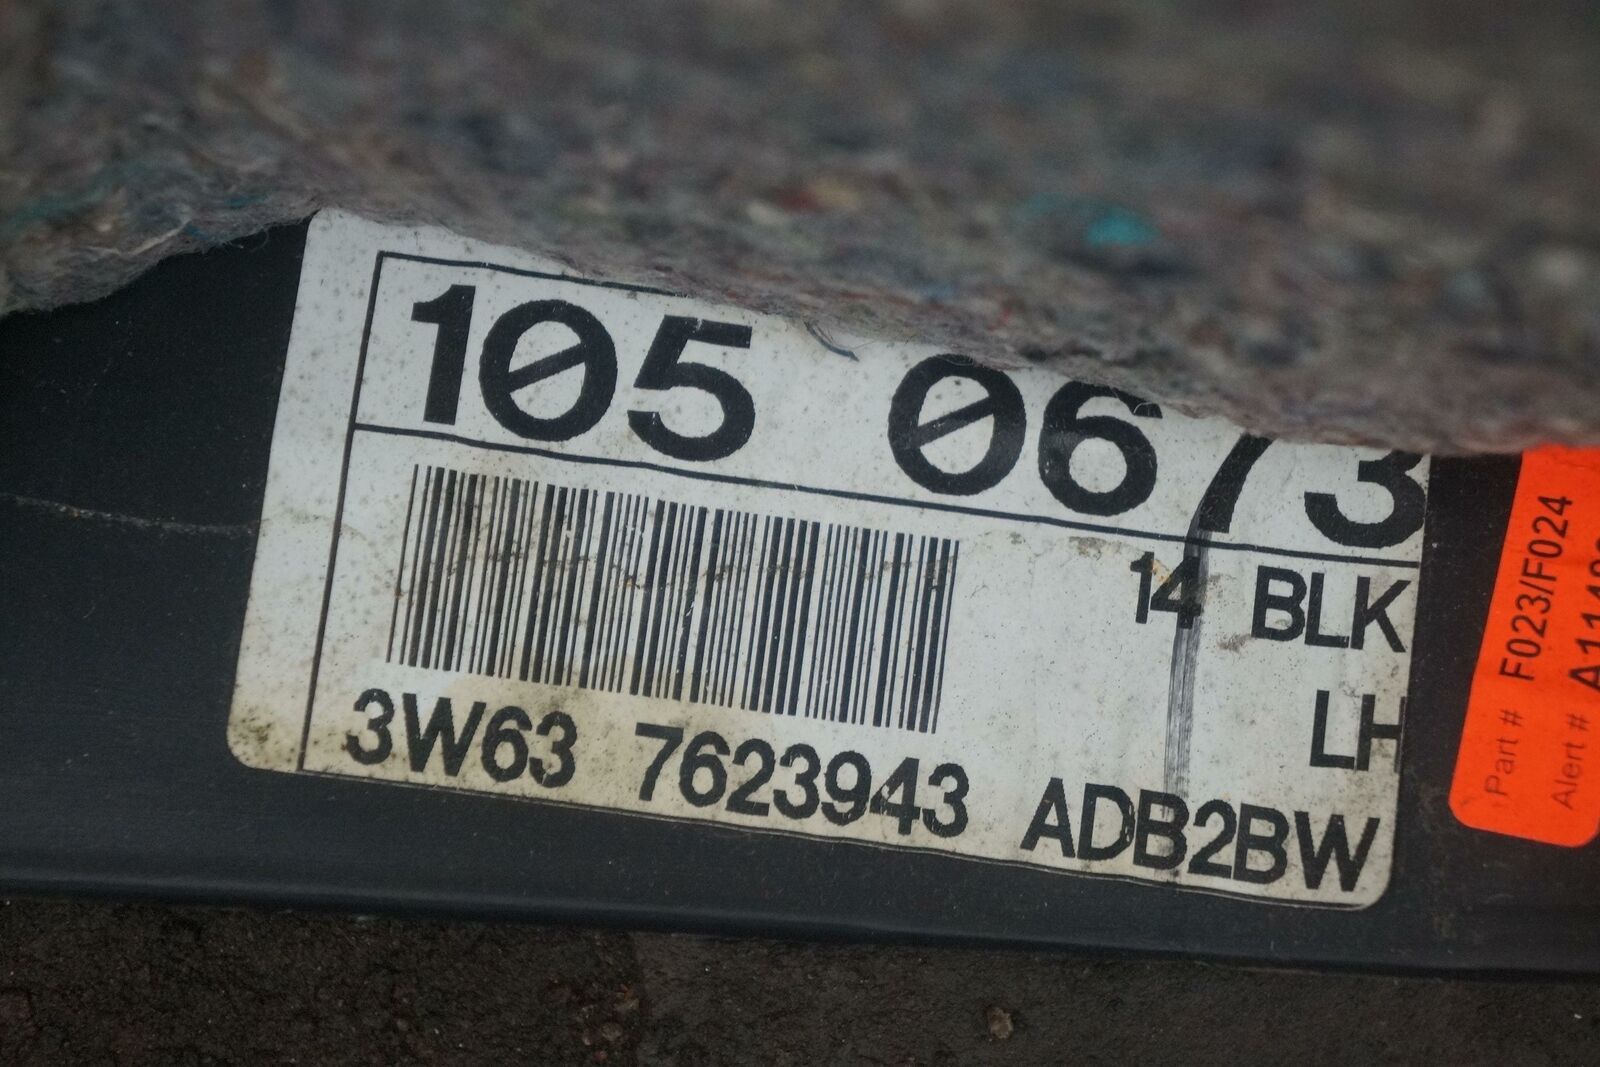 105 0673
14 BLK
LH
3W63 7623943 ADB2BW
Part # F023/F024
Alert #